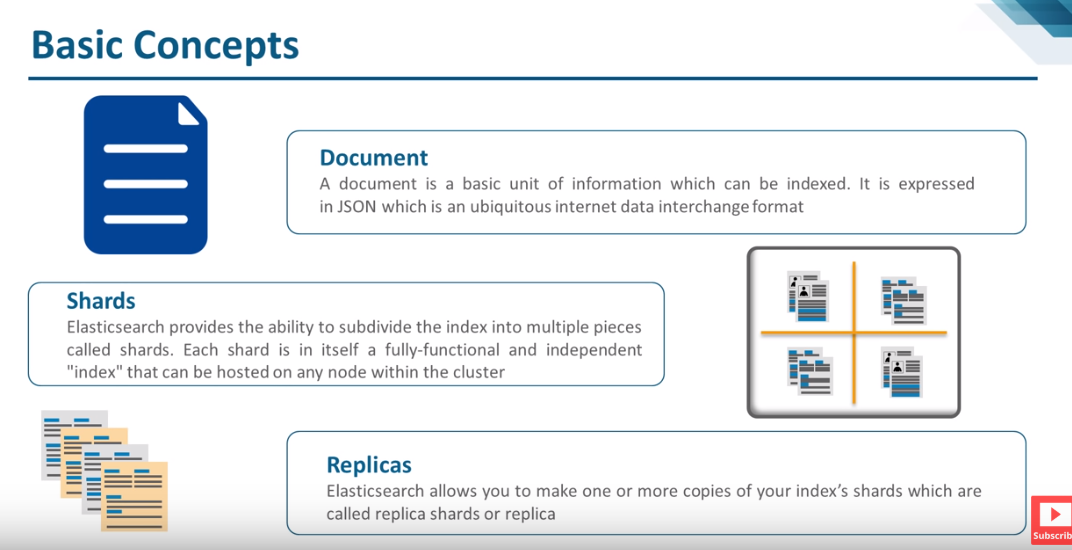 Basic Concepts
Document
A document is a basic unit of information which can be indexed. It is expressed
in JSON which is an ubiquitous internet data interchange format
Shards
Elasticsearch provides the ability to subdivide the index into multiple pieces
called shards. Each shard is in itself a fully-functional and independent
"index" that can be hosted on any node within the cluster
Replicas
Elasticsearch allows you to make one or more copies of your index’s shards which are
called replica shards or replica
Subscrib